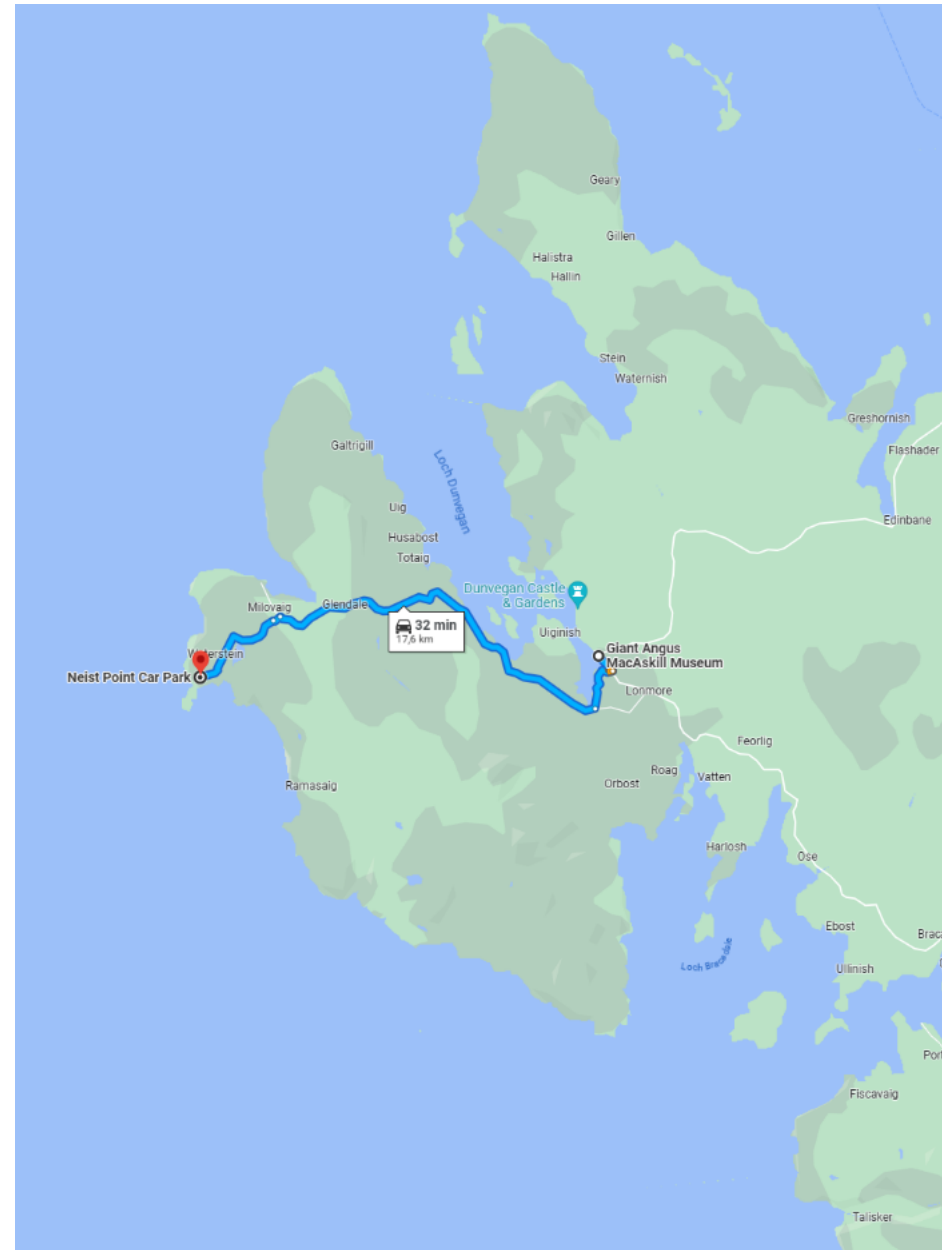 Geary
Gillen
Halistra
Hallin
Stein
Waternish
Greshornish
Flashader
Galtrigill
Loch Dunvegan
Uig
Edinbane
Husabost
Totaig
Dunvegan Castle
& Gardens
Milovaig
Glendale
32 min
17,6 km
Uiginish
Giant Angus
MacAskill Museum
Waterstein
Neist Point Car Park
Lonmore
Feorlig
Roag
Vatten
Orbost
Ramasaig
Harlosh
Ose
Ebost
Brac
Loch Bracadale
Ullinish
Port
Fiscavaig
Talisker